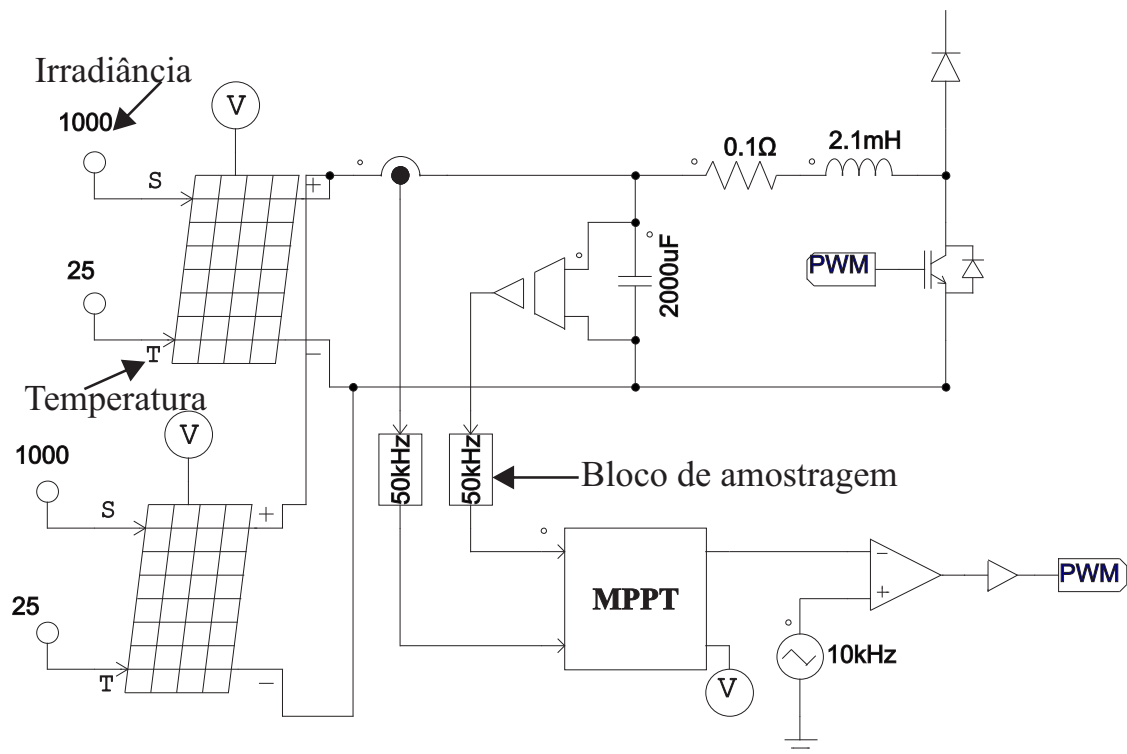 Irradiância
1000
V
S
+
25
T
−
Temperatura
0.1Ω
2.1mH
2000uF
PWM
V
1000
S
+
25
T
−
50kHz
50kHz
Bloco de amostragem
MPPT
−
+
PWM
V
10kHz